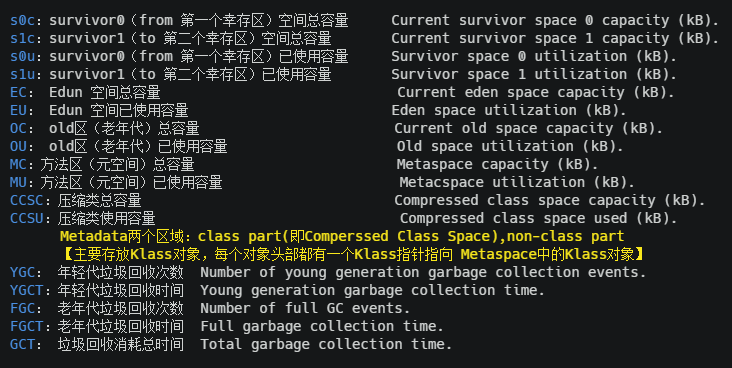 s0c：survivor0（from 第一个幸存区）空间总容量 Current survivor space 0 capacity (kB).
s1c：survivor1（to 第二个幸存区）空间总容量 Current survivor space 1 capacity (kB).
s0u：survivor0（from 第一个幸存区）已使用容量 Survivor space 0 utilization (kB).
s1u：survivor1（to 第二个幸存区）已使用容量 Survivor space 1 utilization (kB).
EC： Edun 空间总容量 Current eden space capacity (kB).
EU： Edun 空间已使用容量 Eden space utilization (kB).
OC： old区（老年代）总容量 Current old space capacity (kB).
OU： old区（老年代）已使用容量 Old space utilization (kB).
MC：方法区（元空间）总容量 Metaspace capacity (kB).
MU：方法区（元空间）已使用容量 Metacspace utilization (kB).
CCSC：压缩类总容量 Compressed class space capacity (kB).
CCSU：压缩类使用容量 Compressed class space used (kB).
Metadata两个区域：class part(即Comperssed Class Space),non-class part
【主要存放Klass对象，每个对象头部都有一个Klass指针指向 Metaspace中的Klass对象】
YGC： 年轻代垃圾回收次数 Number of young generation garbage collection events.
YGCT：年轻代垃圾回收时间 Young generation garbage collection time.
FGC： 老年代垃圾回收次数 Number of full GC events.
FGCT：老年代垃圾回收时间 Full garbage collection time.
GCT： 垃圾回收消耗总时间 Total garbage collection time.